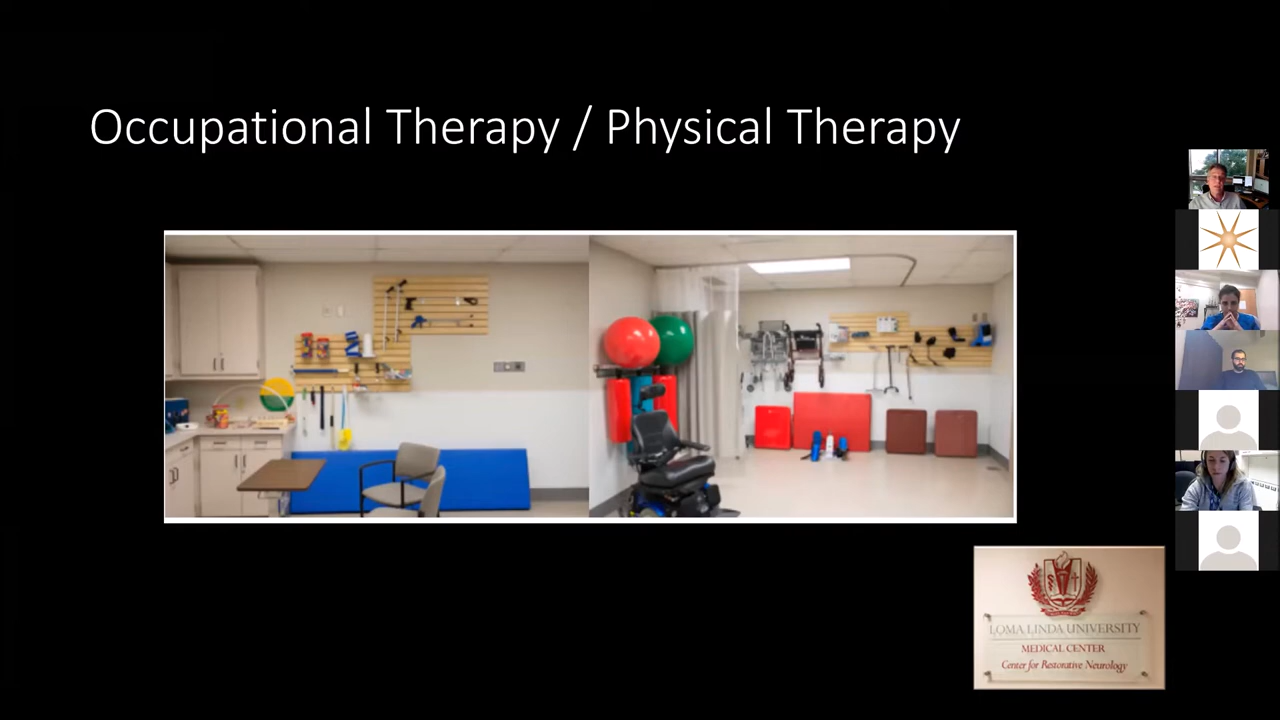 Occupational Therapy / Physical Therapy
LOMA LINDA UNIVERSITY
MEDICAL CENTER
Center for Restorative Neurology